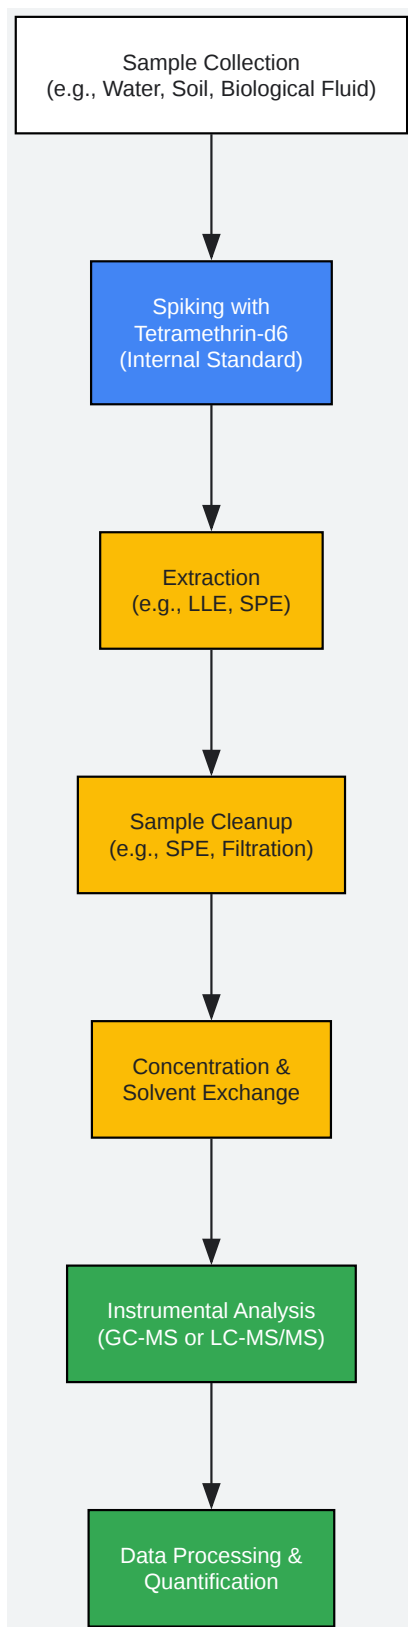 Sample Collection
(e.g., Water, Soil, Biological Fluid)
Spiking with
Tetramethrin-d6
(Internal Standard)
Extraction
(e.g., LLE, SPE)
Sample Cleanup
(e.g., SPE, Filtration)
Concentration &
Solvent Exchange
Instrumental Analysis
(GC-MS or LC-MS/MS)
Data Processing &
Quantification